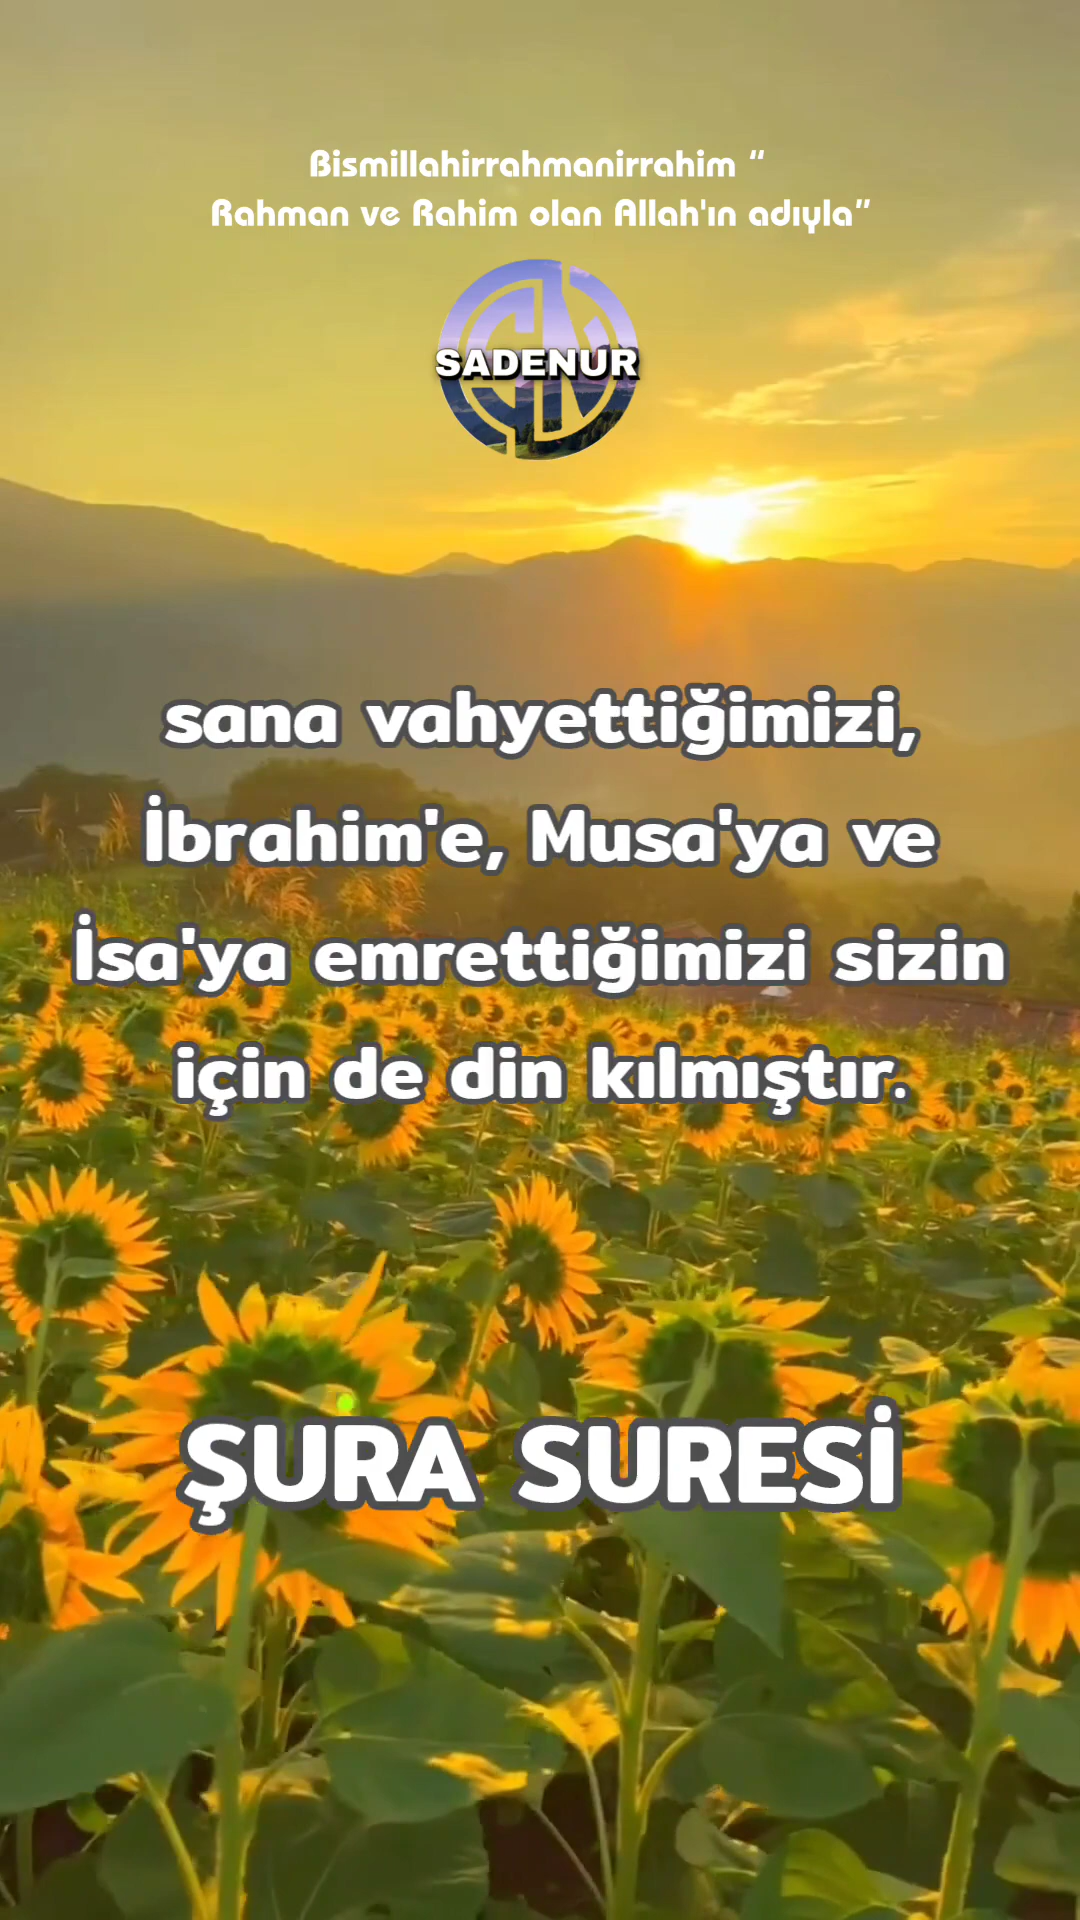 Bismillahirrahmanirrahim “
Rahman ve Rahim olan Allah'ın adıyla”
SADENUR
sana vahyettiğimizi,
İbrahim'e, Musa'ya ve
İsa'ya emrettiğimizi sizin
için de din kılmıştır.
ŞURA SURESİ